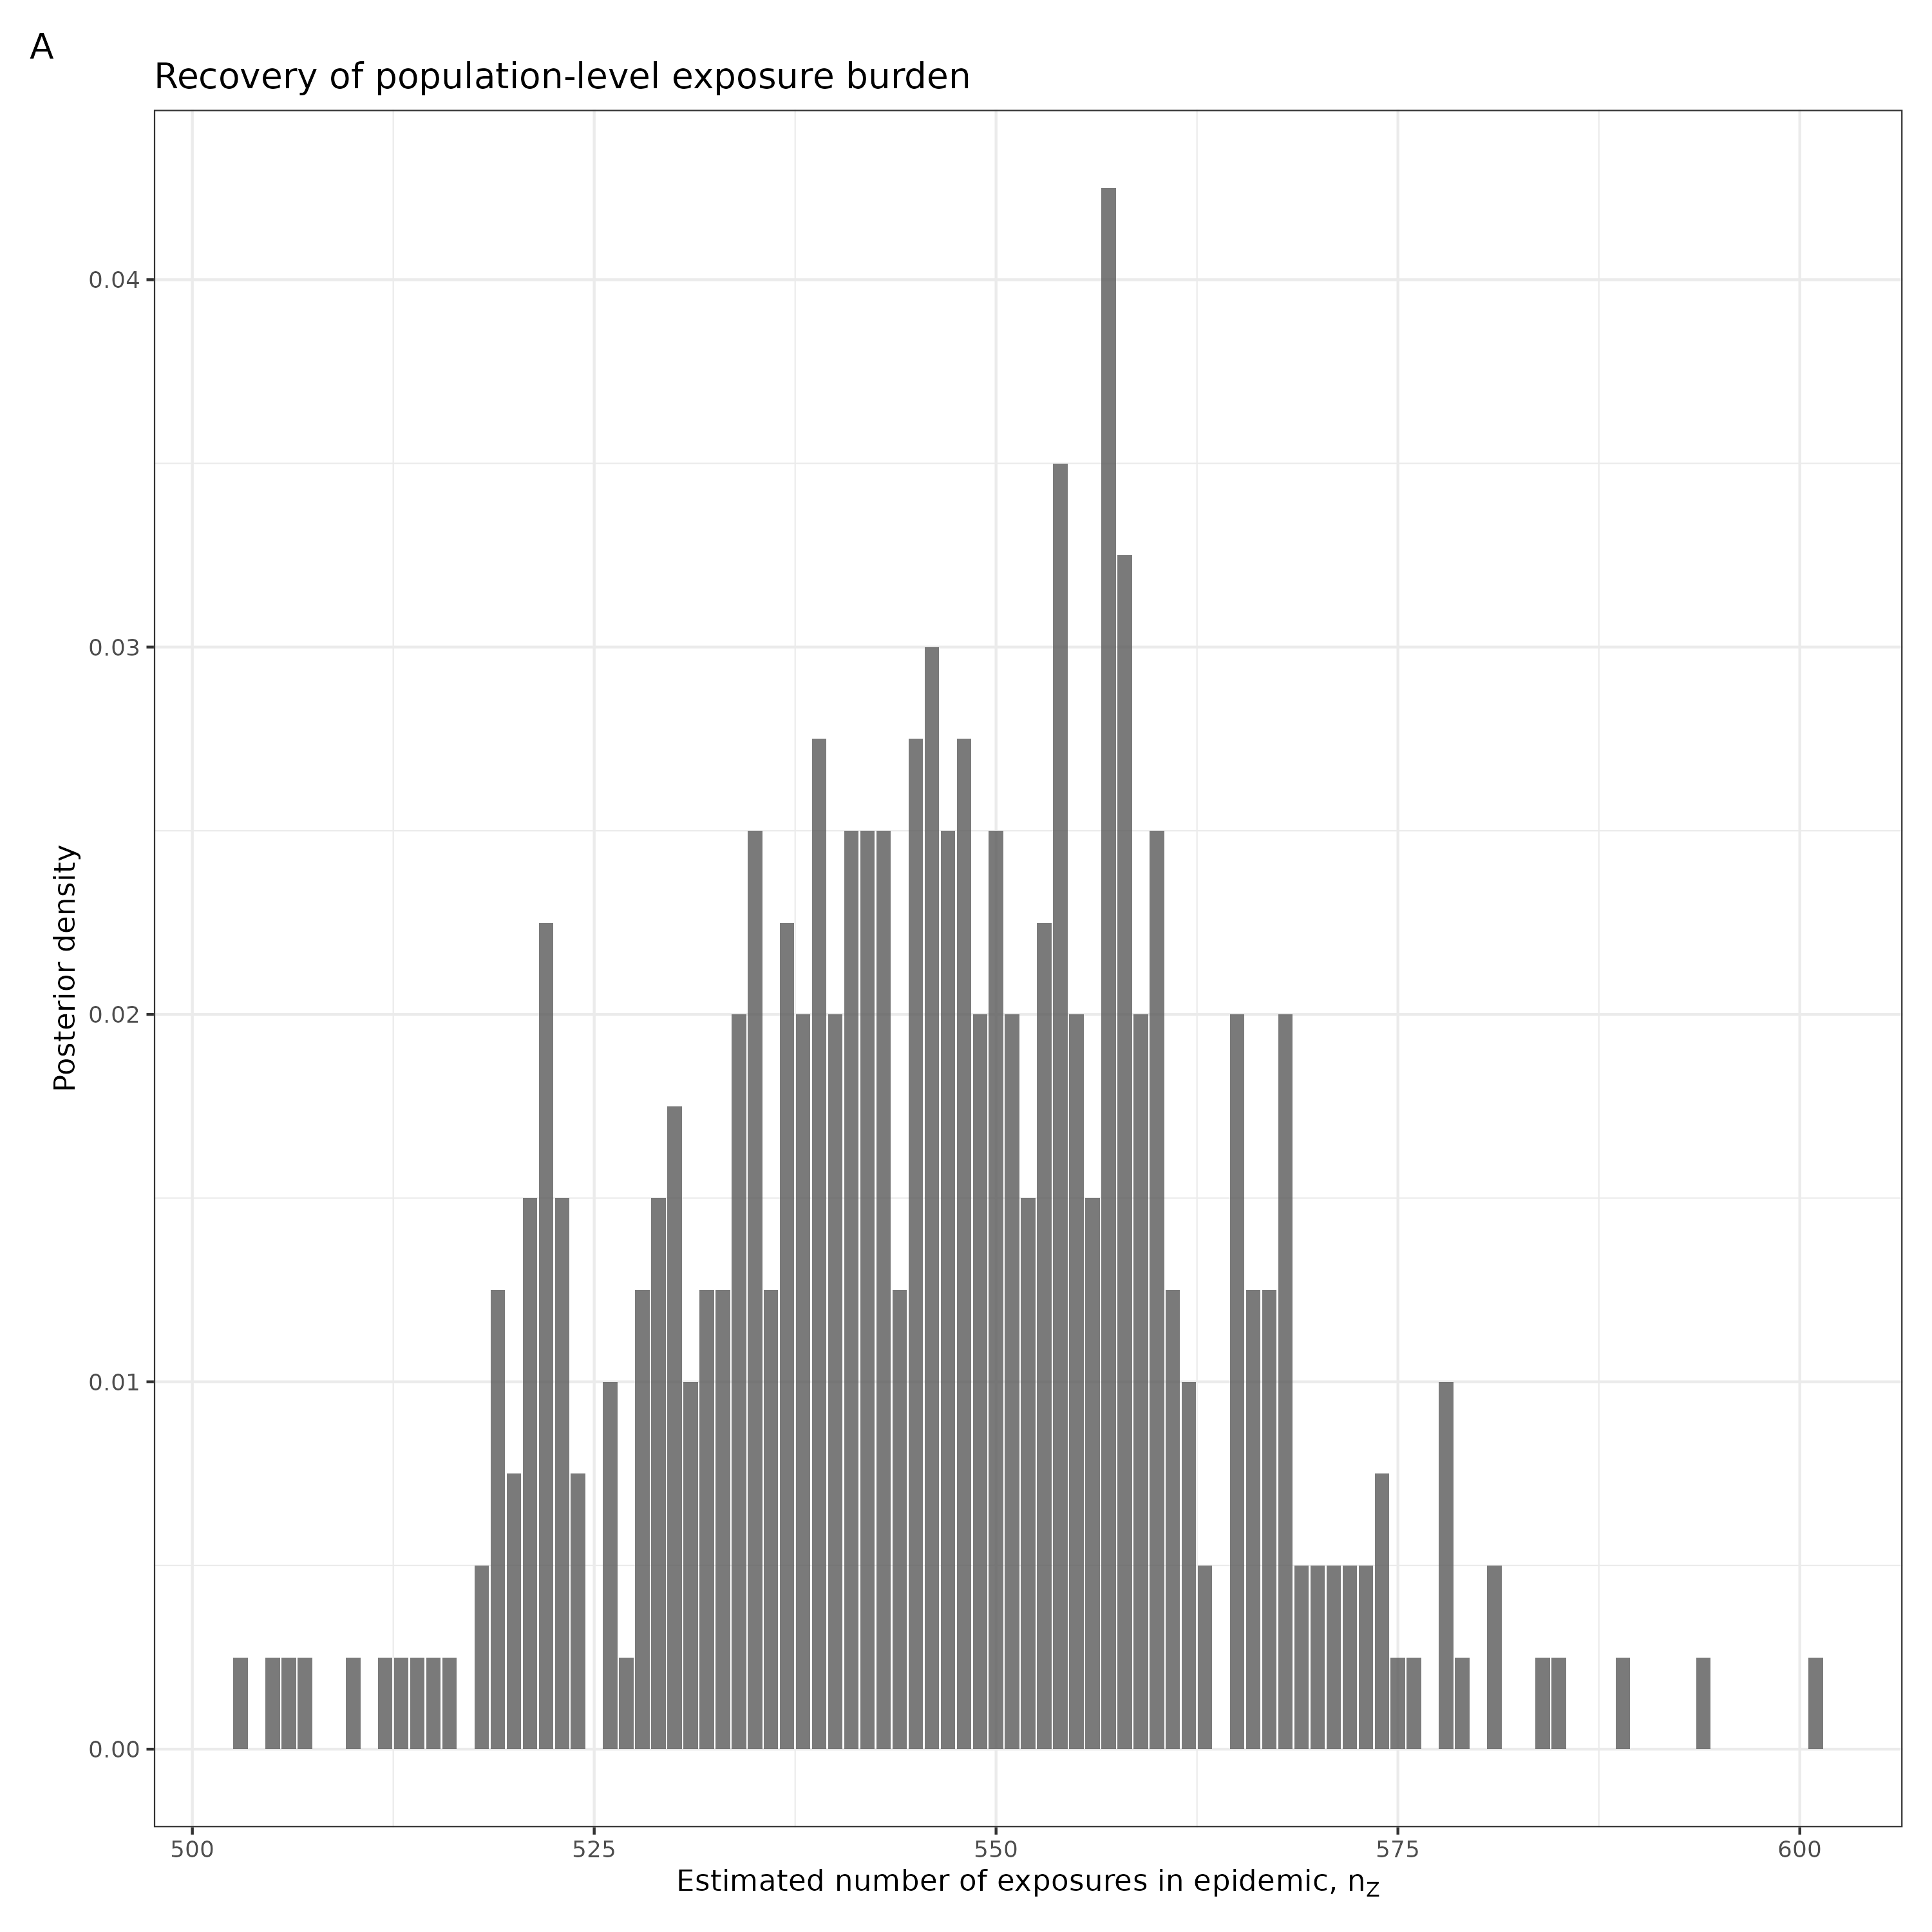 A
Recovery of population-level exposure burden
Posterior density
0.04
0.03
0.02
0.01
0.00
500 525 550 575 600
Estimated number of exposures in epidemic, nZ